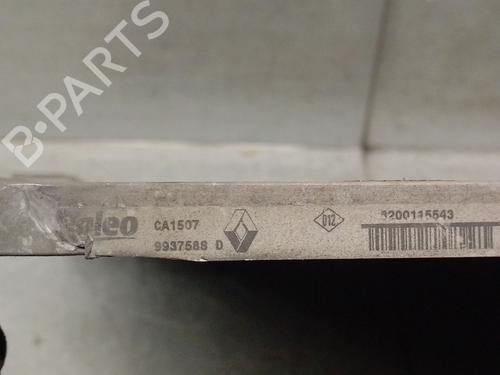 B-PARTS
Valeo
CA1507
993758S D
D12
8200115543